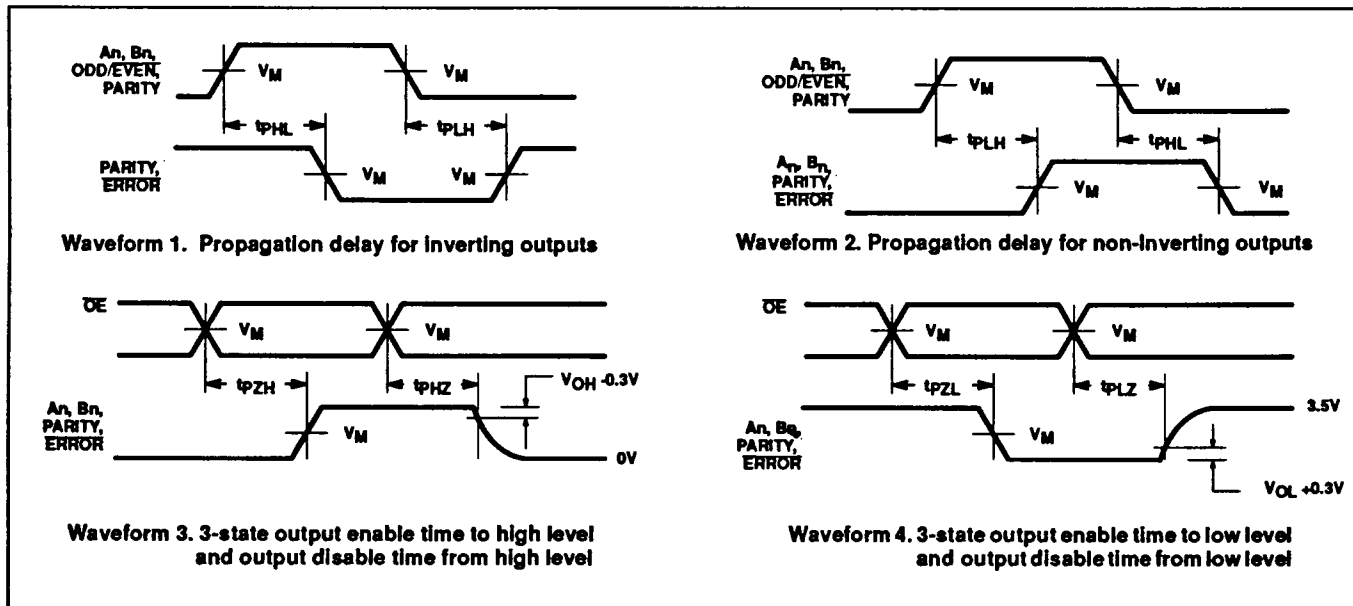 An, Bn,
ODD/EVEN,
PARITY
VM
VM
tPHL
tPLH
PARITY,
ERROR
VM
VM
Waveform 1. Propagation delay for inverting outputs
An, Bn,
ODD/EVEN,
PARITY
VM
VM
tPLH
tPHL
An, Bn,
PARITY,
ERROR
VM
VM
Waveform 2. Propagation delay for non-inverting outputs
OE
VM
VM
tPZH
tPHZ
VOH -0.3V
An, Bn,
PARITY,
ERROR
VM
0V
Waveform 3. 3-state output enable time to high level
and output disable time from high level
OE
VM
VM
tPZL
tPLZ
3.5V
An, Bn,
PARITY,
ERROR
VM
VOL +0.3V
Waveform 4. 3-state output enable time to low level
and output disable time from low level